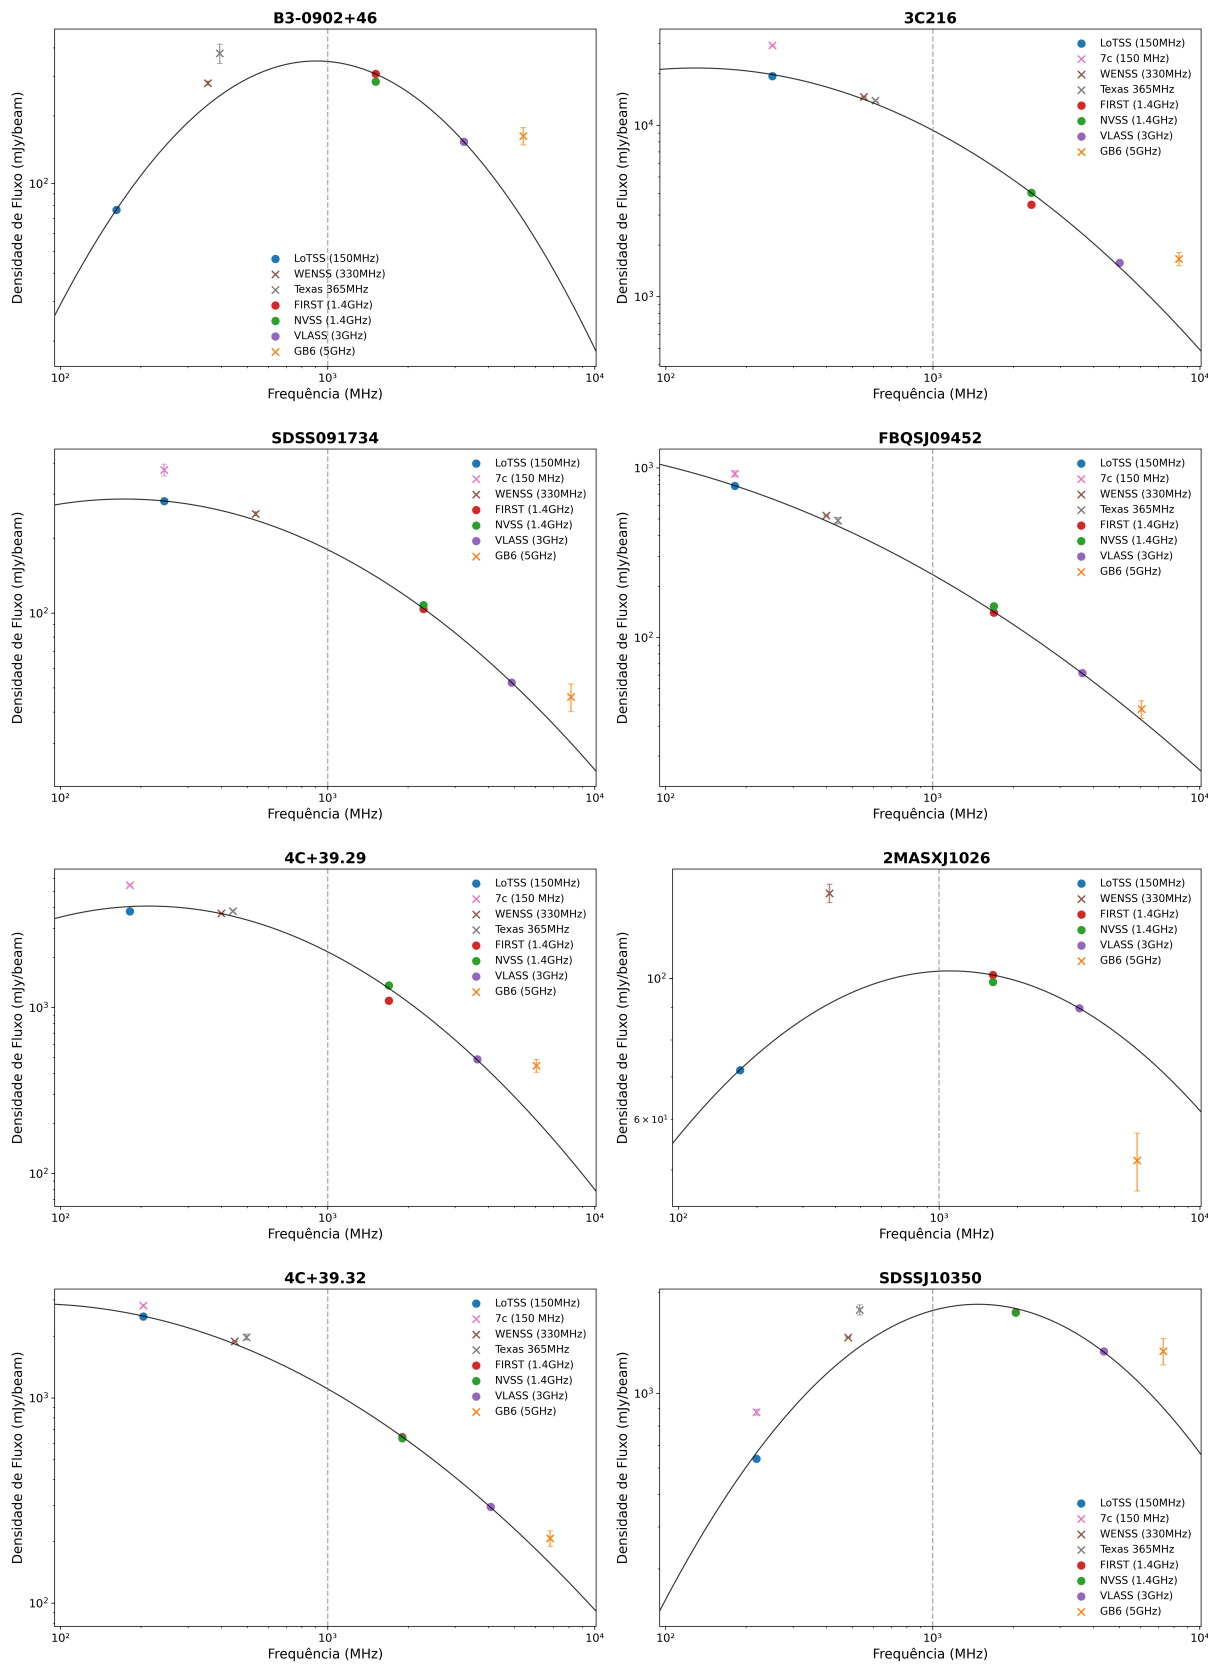 B3-0902+46
Densidade de Fluxo (mJy/beam)
10²
LoTSS (150MHz)
WENSS (330MHz)
Texas 365MHz
FIRST (1.4GHz)
NVSS (1.4GHz)
VLASS (3GHz)
GB6 (5GHz)
10² 10³ 10⁴
Frequência (MHz)
3C216
Densidade de Fluxo (mJy/beam)
10⁴
10³
LoTSS (150MHz)
7c (150 MHz)
WENSS (330MHz)
Texas 365MHz
FIRST (1.4GHz)
NVSS (1.4GHz)
VLASS (3GHz)
GB6 (5GHz)
10² 10³ 10⁴
Frequência (MHz)
SDSS091734
Densidade de Fluxo (mJy/beam)
10²
LoTSS (150MHz)
7c (150 MHz)
WENSS (330MHz)
FIRST (1.4GHz)
NVSS (1.4GHz)
VLASS (3GHz)
GB6 (5GHz)
10² 10³ 10⁴
Frequência (MHz)
FBQSJ09452
Densidade de Fluxo (mJy/beam)
10³
10²
LoTSS (150MHz)
7c (150 MHz)
WENSS (330MHz)
Texas 365MHz
FIRST (1.4GHz)
NVSS (1.4GHz)
VLASS (3GHz)
GB6 (5GHz)
10² 10³ 10⁴
Frequência (MHz)
4C+39.29
Densidade de Fluxo (mJy/beam)
10³
10²
LoTSS (150MHz)
7c (150 MHz)
WENSS (330MHz)
Texas 365MHz
FIRST (1.4GHz)
NVSS (1.4GHz)
VLASS (3GHz)
GB6 (5GHz)
10² 10³ 10⁴
Frequência (MHz)
2MASXJ1026
Densidade de Fluxo (mJy/beam)
10²
6 × 10¹
LoTSS (150MHz)
WENSS (330MHz)
FIRST (1.4GHz)
NVSS (1.4GHz)
VLASS (3GHz)
GB6 (5GHz)
10² 10³ 10⁴
Frequência (MHz)
4C+39.32
Densidade de Fluxo (mJy/beam)
10³
10²
LoTSS (150MHz)
7c (150 MHz)
WENSS (330MHz)
Texas 365MHz
FIRST (1.4GHz)
NVSS (1.4GHz)
VLASS (3GHz)
GB6 (5GHz)
10² 10³ 10⁴
Frequência (MHz)
SDSSJ10350
Densidade de Fluxo (mJy/beam)
10³
LoTSS (150MHz)
7c (150 MHz)
WENSS (330MHz)
Texas 365MHz
FIRST (1.4GHz)
NVSS (1.4GHz)
VLASS (3GHz)
GB6 (5GHz)
10² 10³ 10⁴
Frequência (MHz)